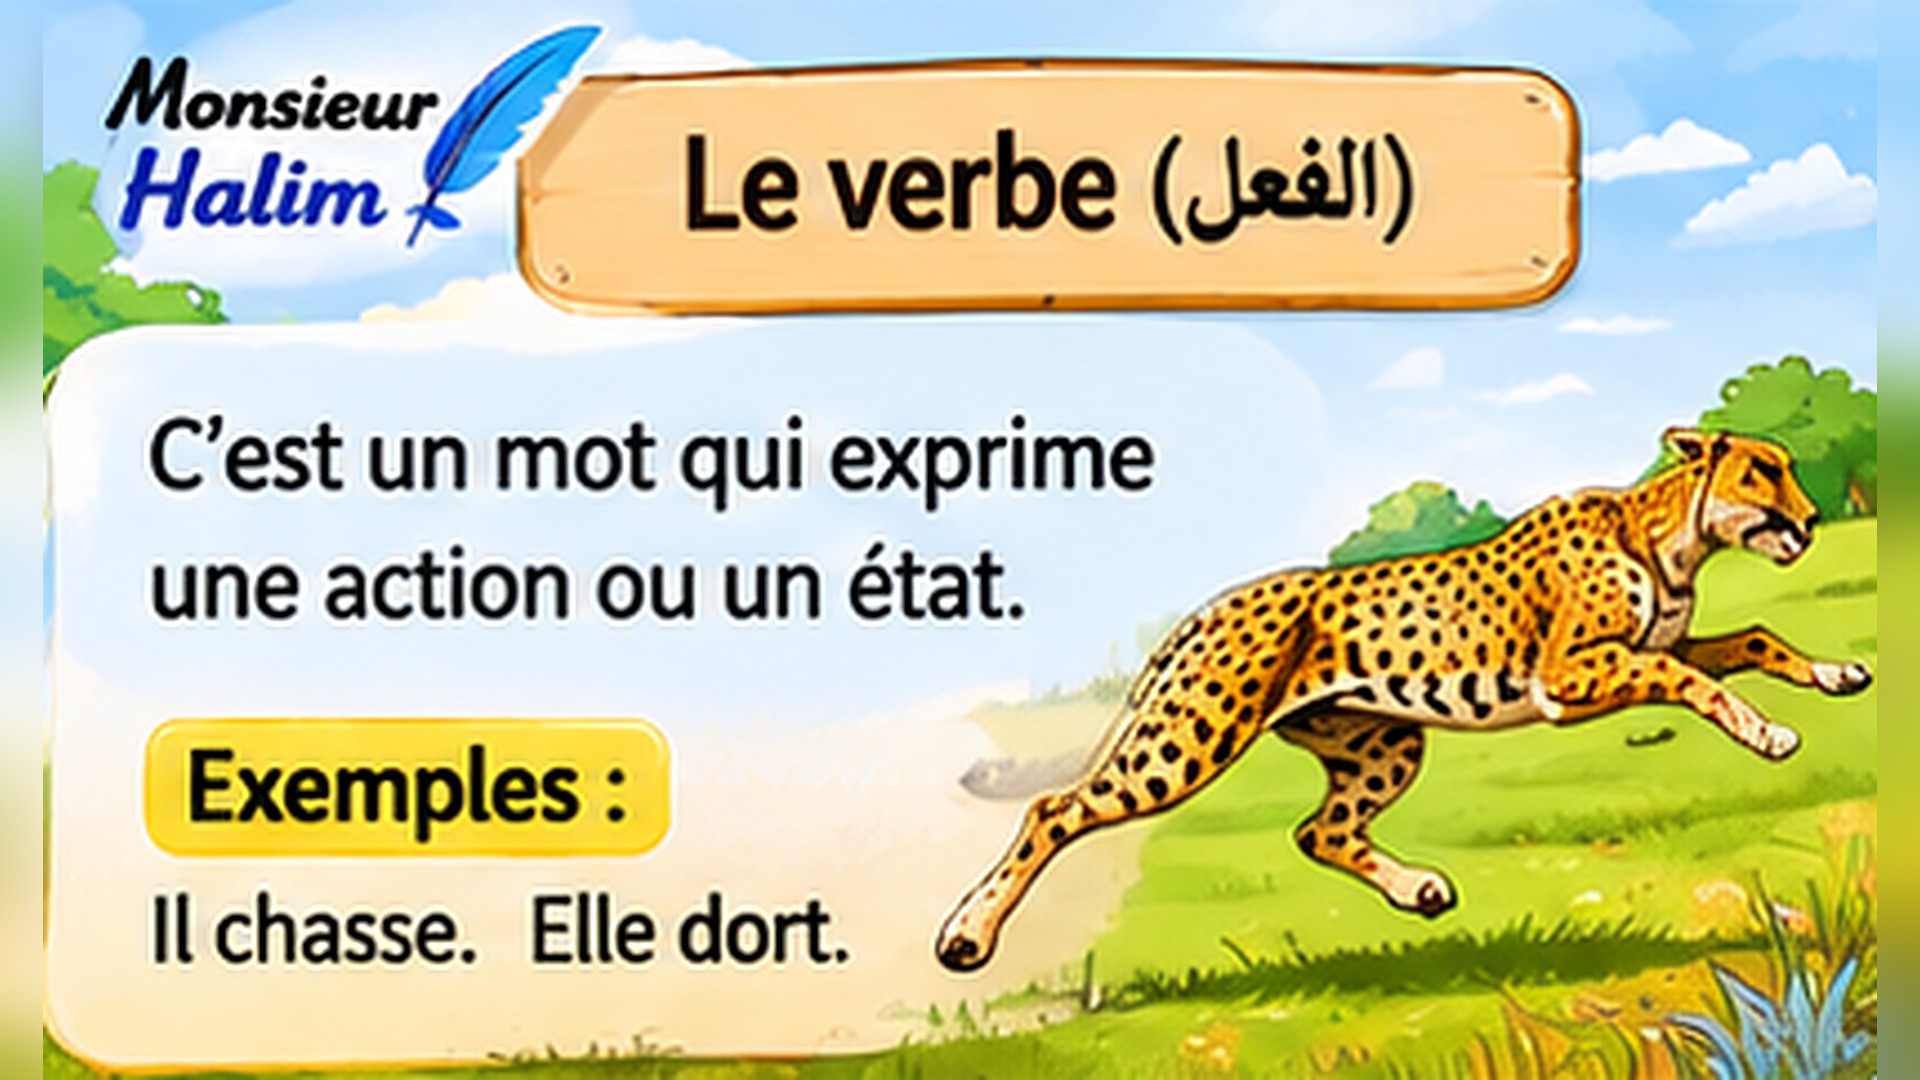 Monsieur
Halim
Le verbe (الفعل)
C’est un mot qui exprime
une action ou un état.
Exemples :
Il chasse. Elle dort.